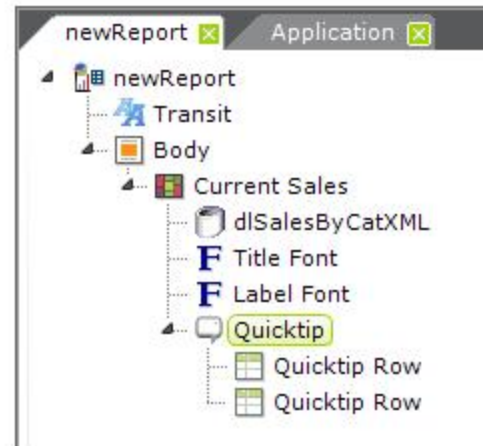 newReport Application
newReport
Transit
Body
Current Sales
dlSalesByCatXML
Title Font
Label Font
Quicktip
Quicktip Row
Quicktip Row